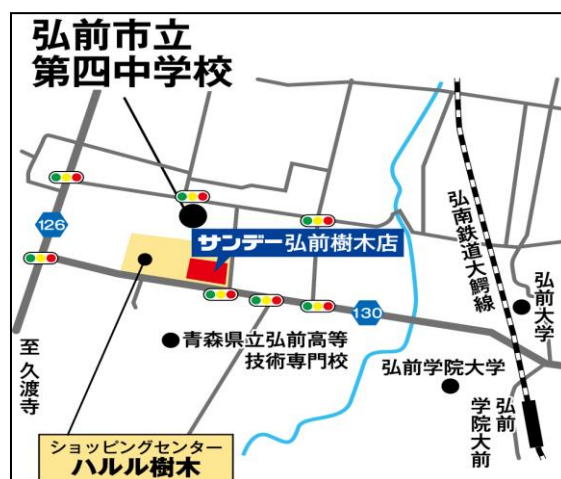 弘前市立
第四中学校
126
サンデー弘前樹木店
130
弘南鉄道大鰐線
弘前大学
青森県立弘前高等
技術専門校
弘前学院大学
至 久渡寺
弘前
学院大前
ショッピングセンター
ハルル樹木